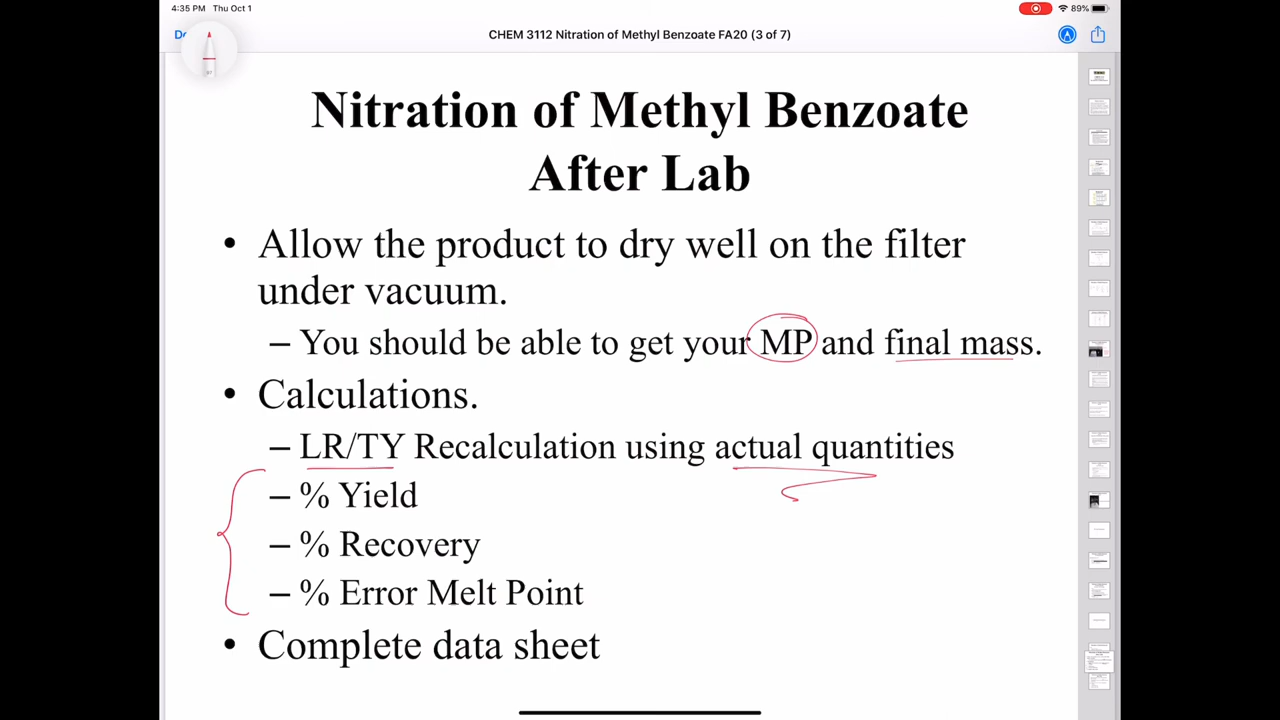 4:35 PM Thu Oct 1
89%
CHEM 3112 Nitration of Methyl Benzoate FA20 (3 of 7)
Nitration of Methyl Benzoate
After Lab
• Allow the product to dry well on the filter
under vacuum.
– You should be able to get your MP and final mass.
• Calculations.
– LR/TY Recalculation using actual quantities
– % Yield
– % Recovery
– % Error Melt Point
• Complete data sheet